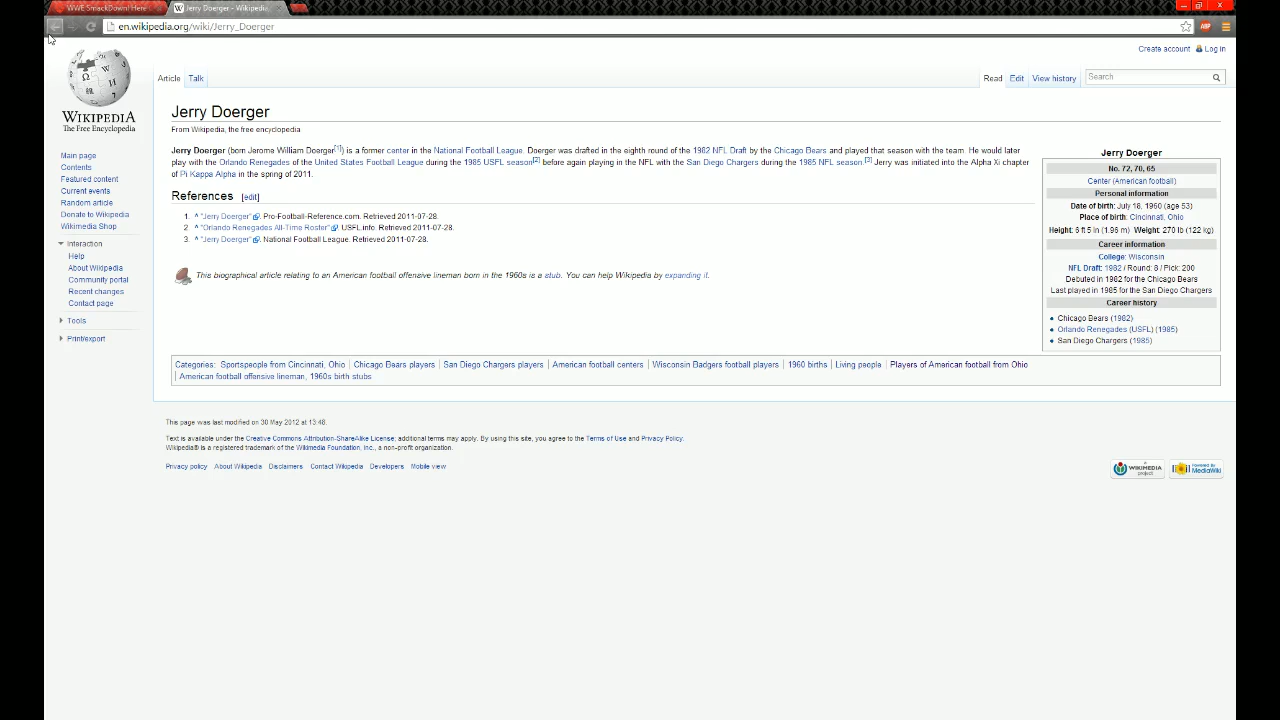 WWE SmackDown! Here
Jerry Doerger - Wikipedia,
en.wikipedia.org/wiki/Jerry_Doerger
ABP
Create account Log in
Article Talk Read Edit View history Search
WIKIPEDIA
The Free Encyclopedia
Main page
Contents
Featured content
Current events
Random article
Donate to Wikipedia
Wikimedia Shop
Interaction
Help
About Wikipedia
Community portal
Recent changes
Contact page
Tools
Print/export
Jerry Doerger
From Wikipedia, the free encyclopedia
Jerry Doerger (born Jerome William Doerger[1]) is a former center in the National Football League. Doerger was drafted in the eighth round of the 1982 NFL Draft by the Chicago Bears and played that season with the team. He would later
play with the Orlando Renegades of the United States Football League during the 1985 USFL season[2] before again playing in the NFL with the San Diego Chargers during the 1985 NFL season.[3] Jerry was initiated into the Alpha Xi chapter
of Pi Kappa Alpha in the spring of 2011.
References [edit]
1. ^ "Jerry Doerger". Pro-Football-Reference.com. Retrieved 2011-07-28.
2. ^ "Orlando Renegades All-Time Roster". USFL.info. Retrieved 2011-07-28.
3. ^ "Jerry Doerger". National Football League. Retrieved 2011-07-28.
This biographical article relating to an American football offensive lineman born in the 1960s is a stub. You can help Wikipedia by expanding it.
Jerry Doerger
No. 72, 70, 65
Center (American football)
Personal information
Date of birth: July 18, 1960 (age 53)
Place of birth: Cincinnati, Ohio
Height: 6 ft 5 in (1.96 m) Weight: 270 lb (122 kg)
Career information
College: Wisconsin
NFL Draft: 1982 / Round: 8 / Pick: 200
Debuted in 1982 for the Chicago Bears
Last played in 1985 for the San Diego Chargers
Career history
Chicago Bears (1982)
Orlando Renegades (USFL) (1985)
San Diego Chargers (1985)
Categories: Sportspeople from Cincinnati, Ohio | Chicago Bears players | San Diego Chargers players | American football centers | Wisconsin Badgers football players | 1960 births | Living people | Players of American football from Ohio
| American football offensive lineman, 1960s birth stubs
This page was last modified on 30 May 2012 at 13:48.
Text is available under the Creative Commons Attribution-ShareAlike License; additional terms may apply. By using this site, you agree to the Terms of Use and Privacy Policy.
Wikipedia® is a registered trademark of the Wikimedia Foundation, Inc., a non-profit organization.
Privacy policy About Wikipedia Disclaimers Contact Wikipedia Developers Mobile view
WIKIMEDIA
project
Powered By
MediaWiki